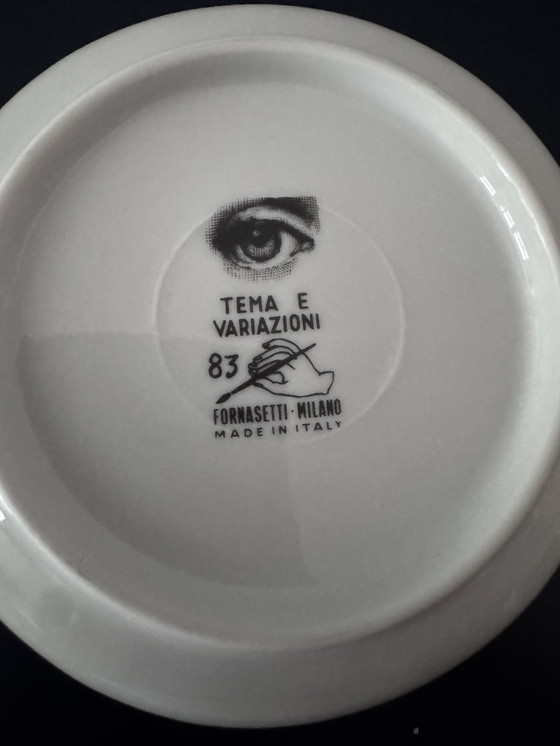 TEMA E
VARIAZIONI
83
FORNASETTI·MILANO
MADE IN ITALY